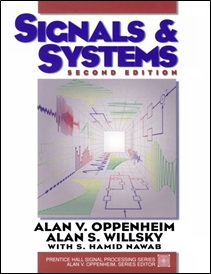 SIGNALS &
SYSTEMS
SECOND EDITION
ALAN V. OPPENHEIM
ALAN S. WILLSKY
WITH S. HAMID NAWAB
PRENTICE HALL SIGNAL PROCESSING SERIES
ALAN V. OPPENHEIM, SERIES EDITOR